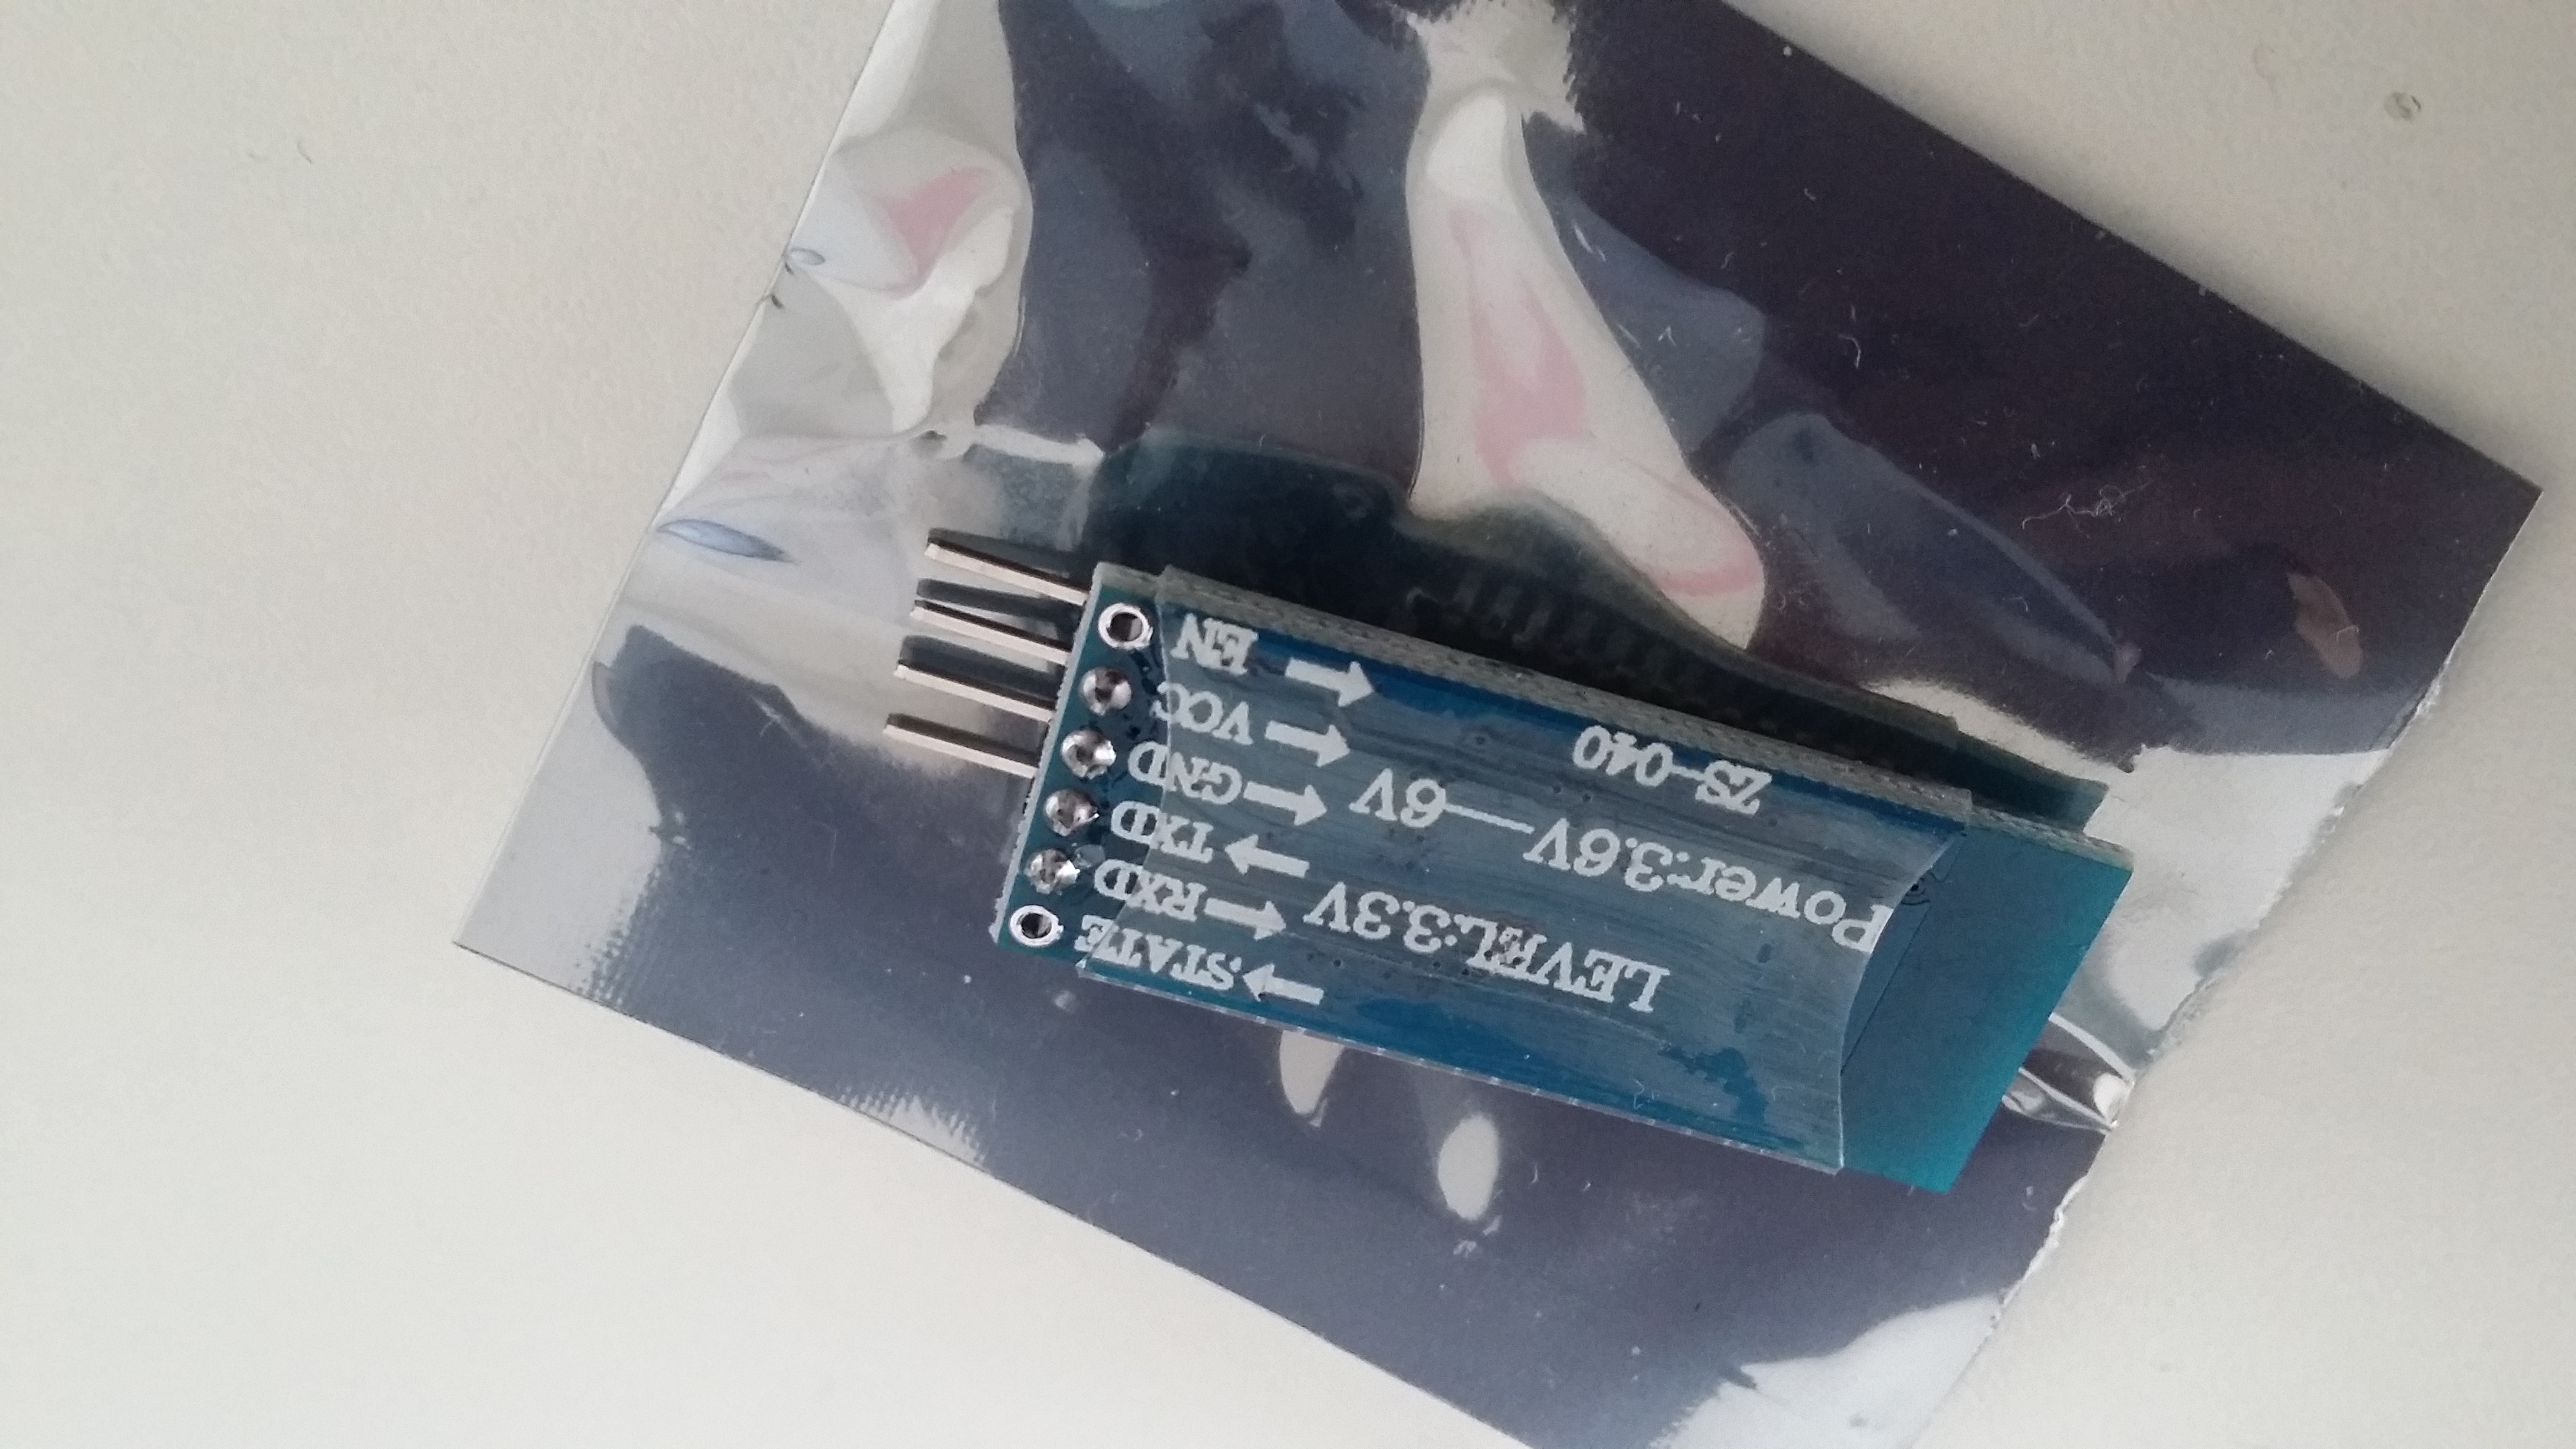 LEVEL:3.3V
Power:3.6V—6V
ZS-040
STATE
RXD
TXD
GND
VCC
EN